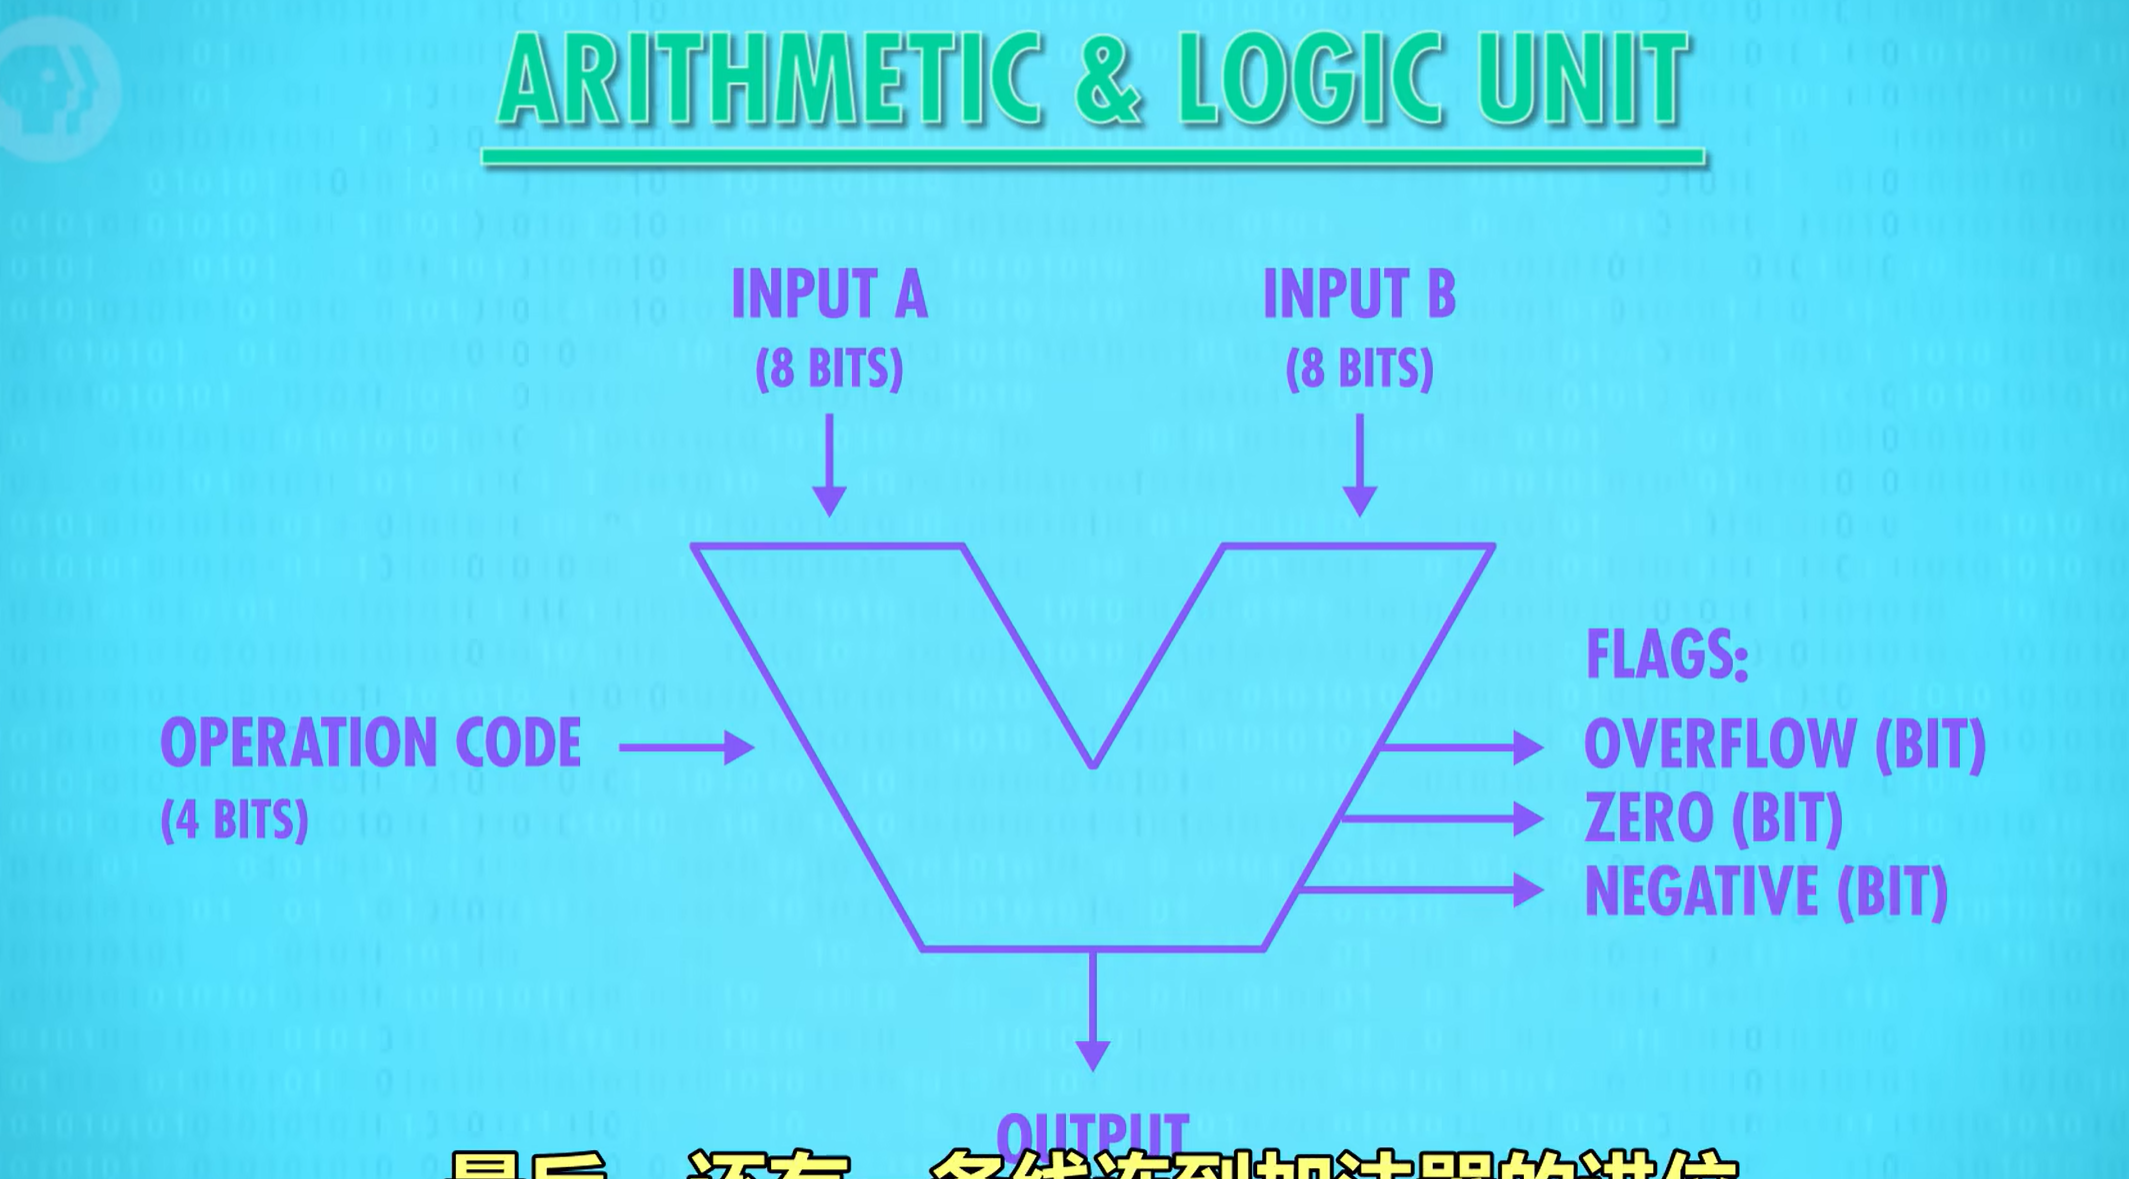 ARITHMETIC & LOGIC UNIT
INPUT A
(8 BITS)
INPUT B
(8 BITS)
OPERATION CODE
(4 BITS)
FLAGS:
OVERFLOW (BIT)
ZERO (BIT)
NEGATIVE (BIT)
OUTPUT
最后 还有一条线连到加法器的进位